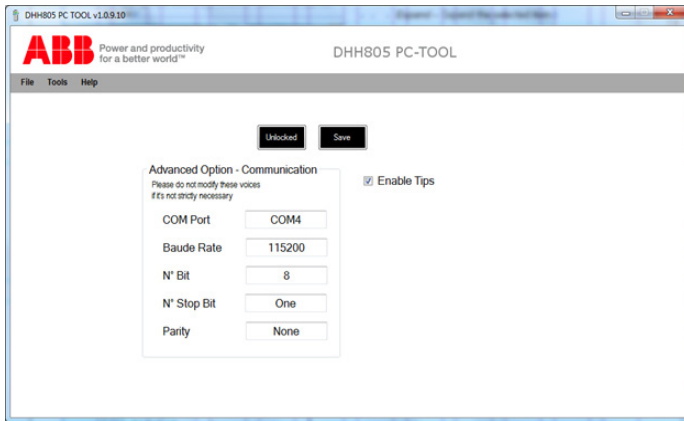 DHH805 PC TOOL v1.0.9.10
ABB Power and productivity
for a better world™
DHH805 PC-TOOL
File Tools Help
Unlocked Save
Advanced Option - Communication
Please do not modify these voices
if it's not strictly necessary
Enable Tips
COM Port COM4
Baude Rate 115200
N° Bit 8
N° Stop Bit One
Parity None